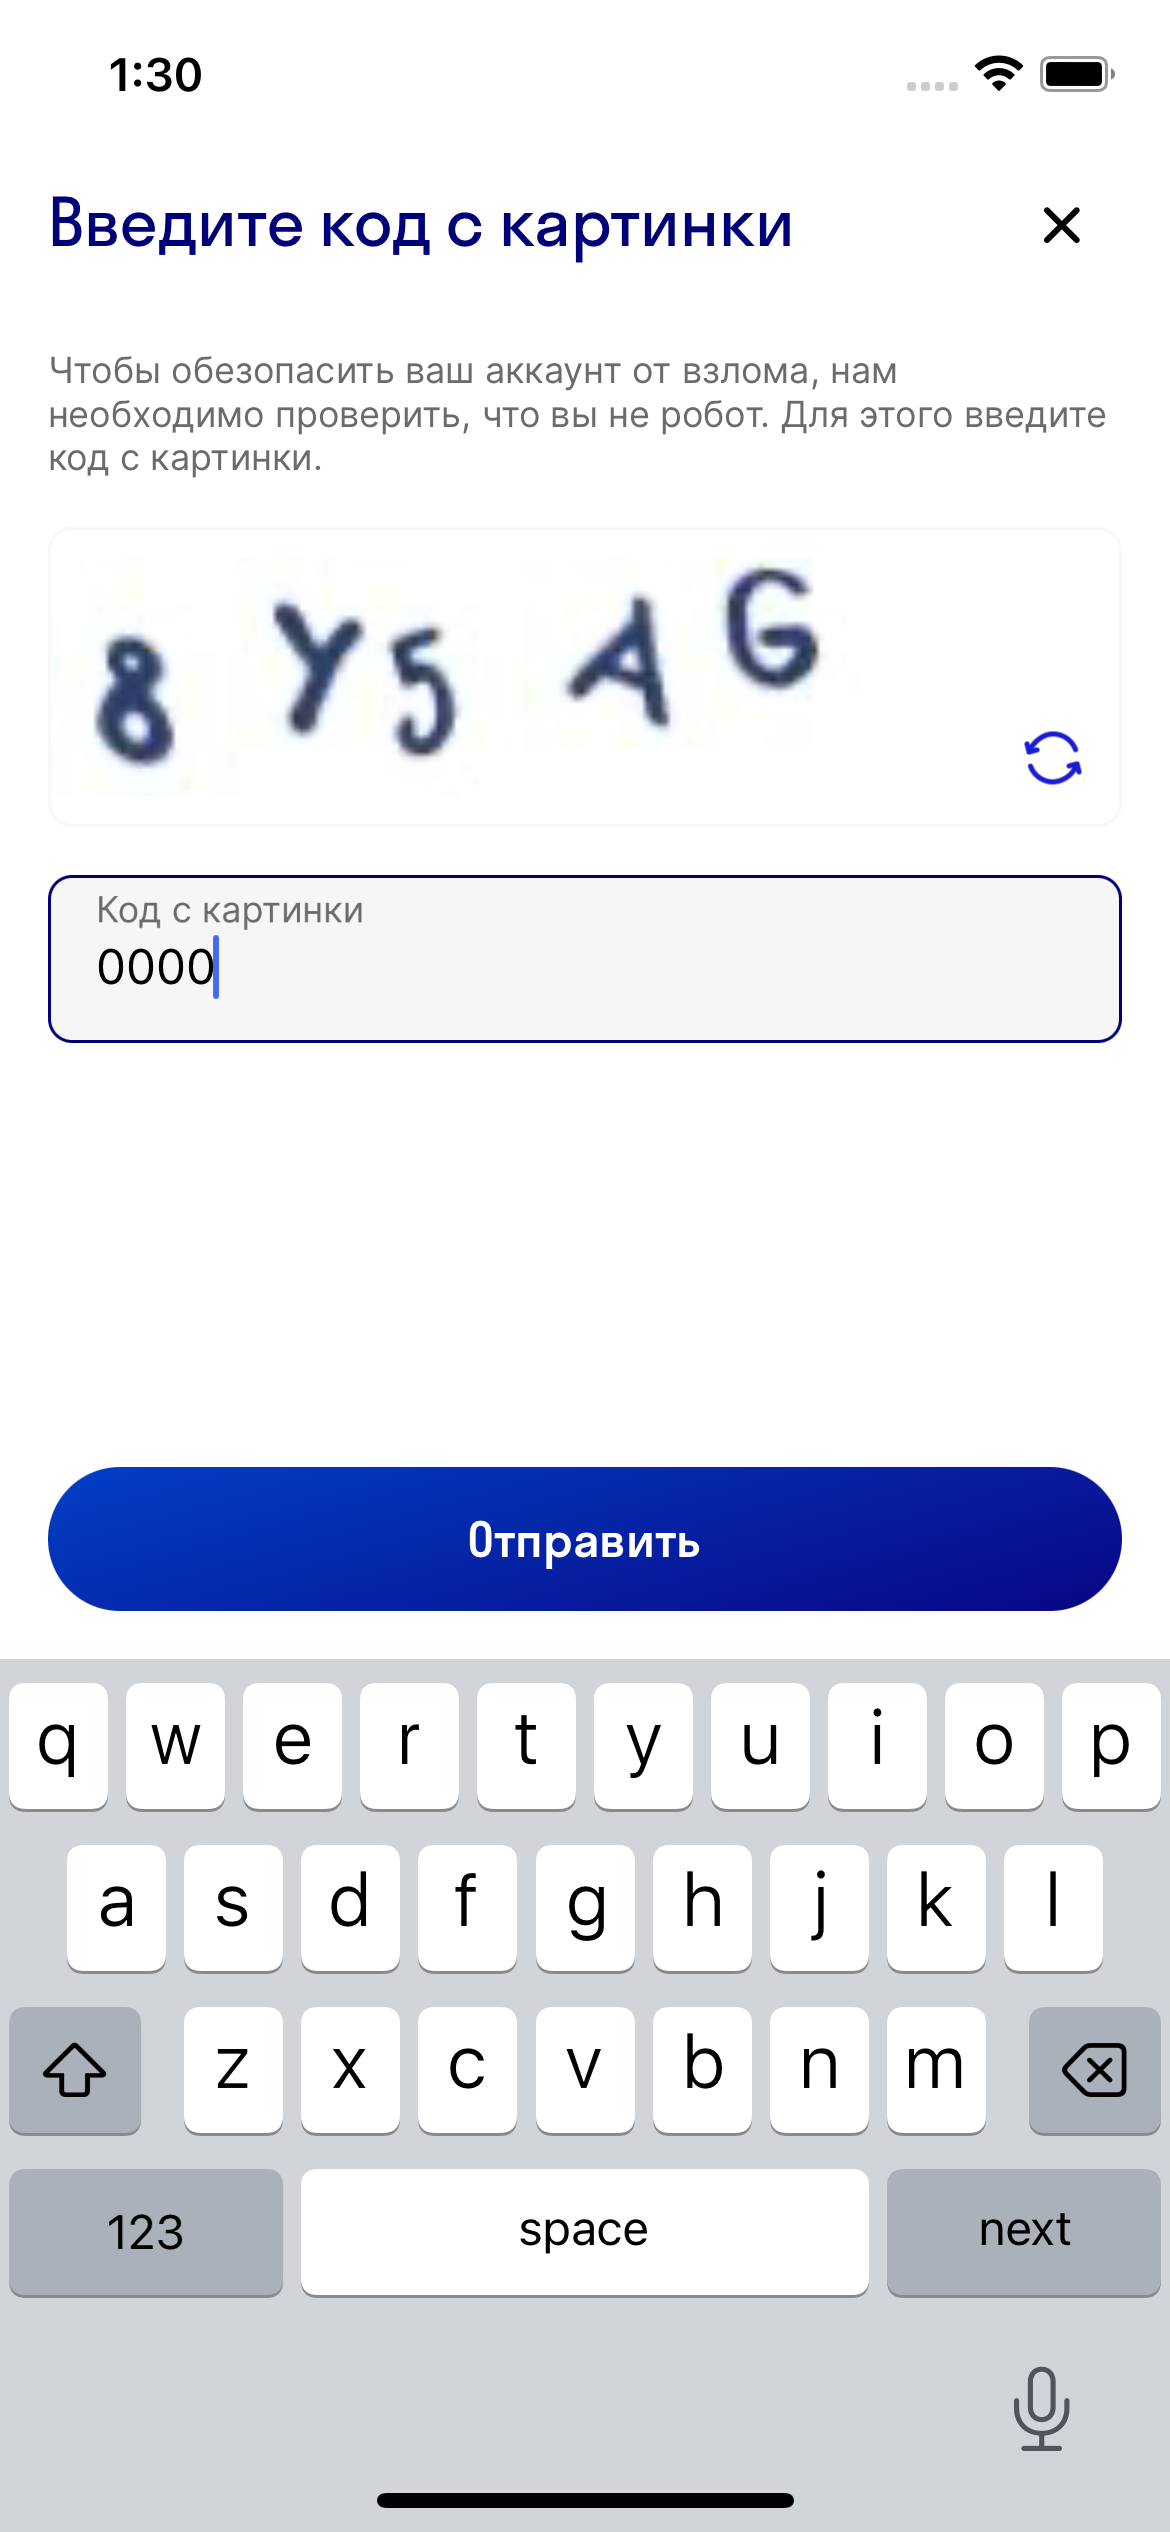 1:30
Введите код с картинки
Чтобы обезопасить ваш аккаунт от взлома, нам
необходимо проверить, что вы не робот. Для этого введите
код с картинки.
8 Y5 A G
Код с картинки
0000
Отправить
q w e r t y u i o p
a s d f g h j k l
z x c v b n m
123 space next